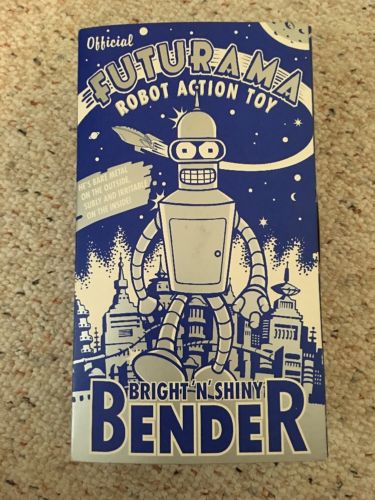 Official
FUTURAMA
ROBOT ACTION TOY
HE'S BARE METAL
ON THE OUTSIDE,
SURLY AND IRRITABLE
ON THE INSIDE!
BRIGHT 'N' SHINY
BENDER